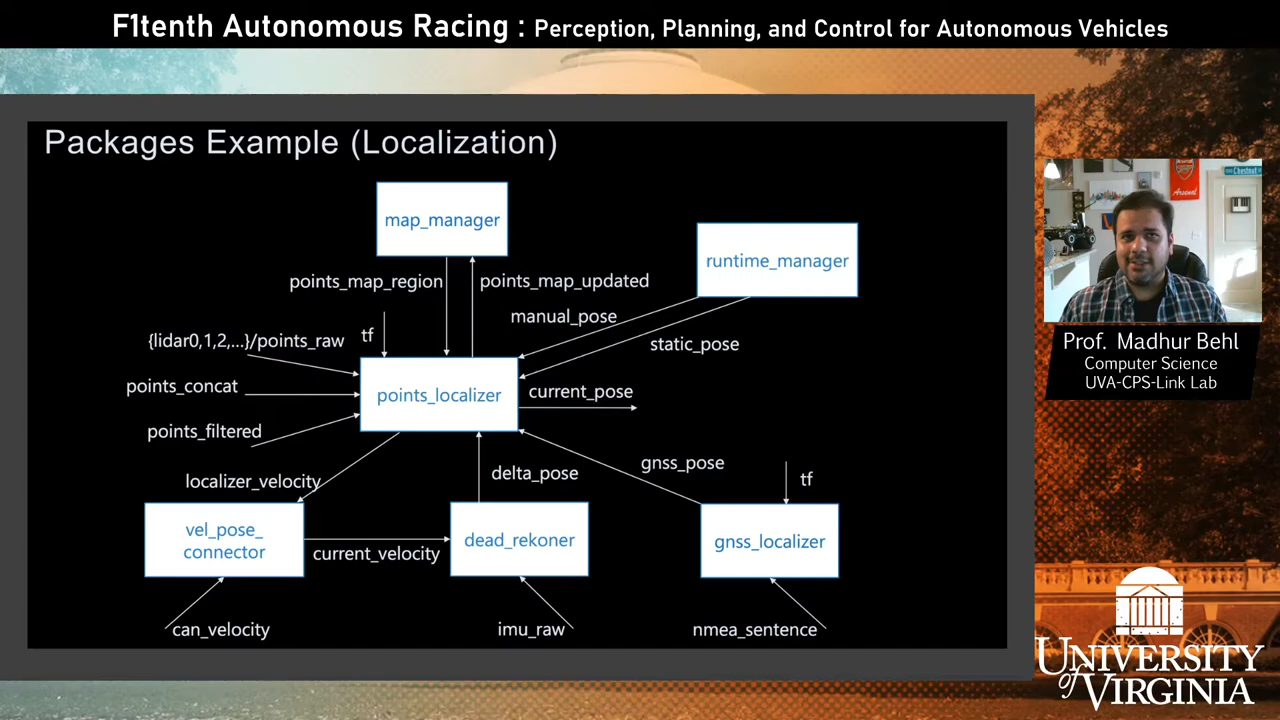 F1tenth Autonomous Racing : Perception, Planning, and Control for Autonomous Vehicles
Packages Example (Localization)
map_manager
runtime_manager
points_map_region
points_map_updated
manual_pose
tf
{lidar0,1,2,...}/points_raw
static_pose
points_concat
points_localizer
current_pose
points_filtered
gnss_pose
localizer_velocity
delta_pose
tf
vel_pose_
connector
current_velocity
dead_rekoner
gnss_localizer
can_velocity
imu_raw
nmea_sentence
Arsenal
Chestnut
Prof. Madhur Behl
Computer Science
UVA-CPS-Link Lab
UNIVERSITY
of VIRGINIA